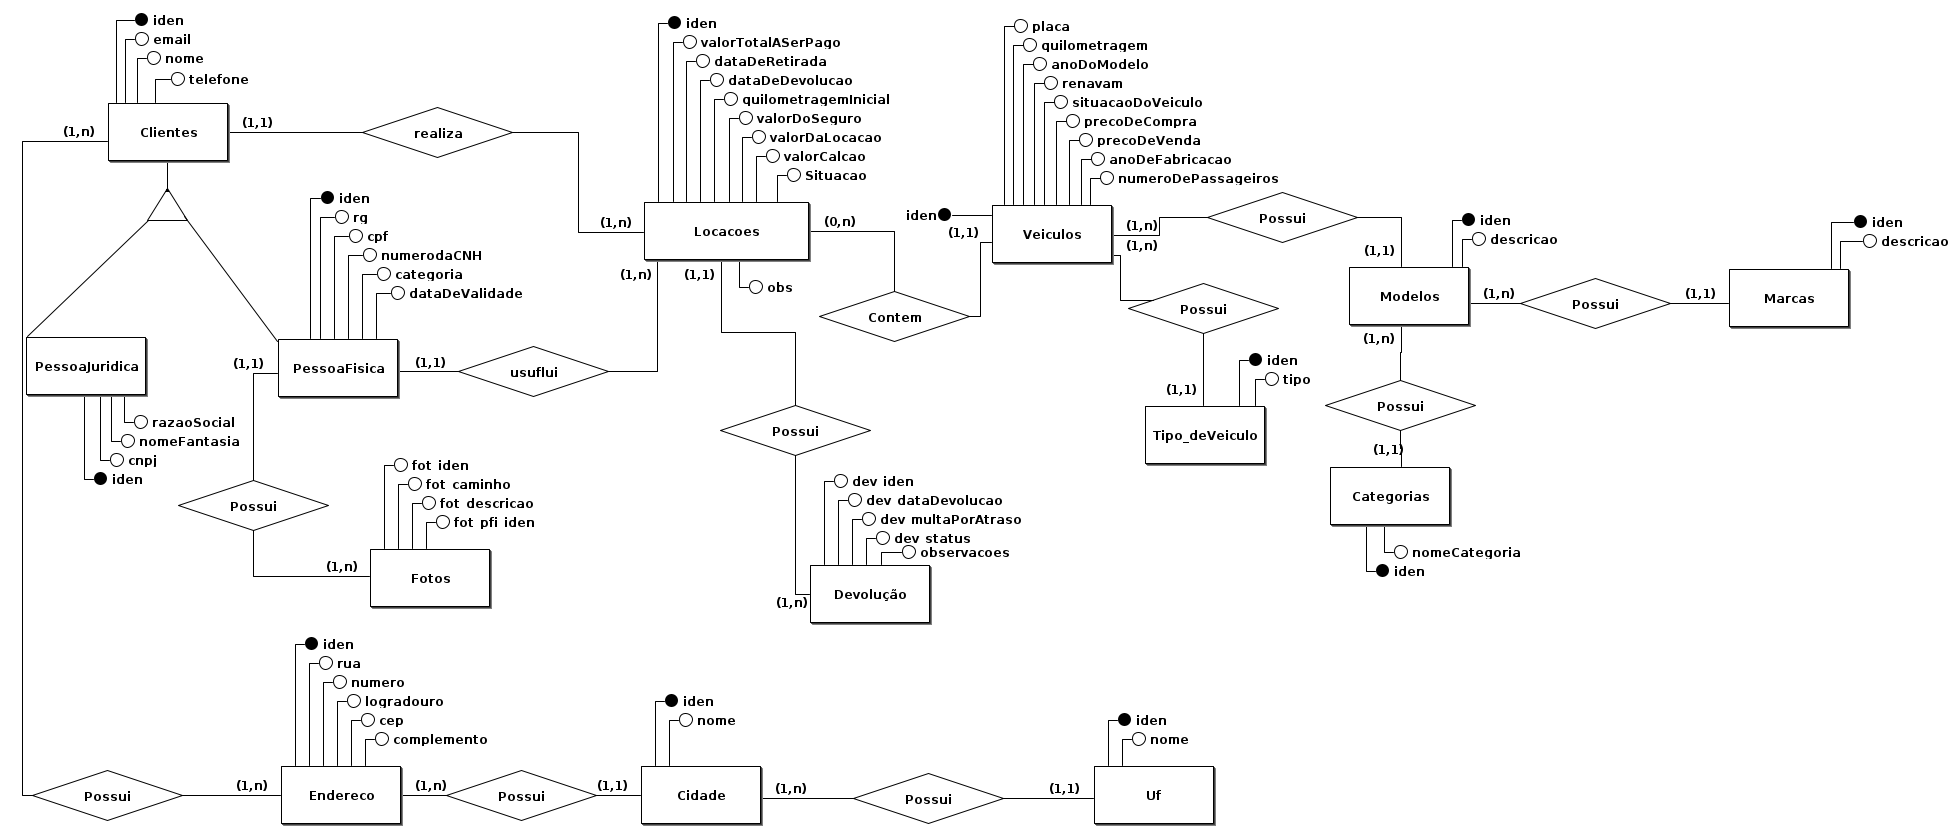 iden
email
nome
telefone
Clientes
(1,n)
(1,1)
realiza
iden
valorTotalASerPago
dataDeRetirada
dataDeDevolucao
quilometragemInicial
valorDoSeguro
valorDaLocacao
valorCalcao
Situacao
(1,n)
Locacoes
(0,n)
(1,n)
(1,1)
obs
Contem
placa
quilometragem
anoDoModelo
renavam
situacaoDoVeiculo
precoDeCompra
precoDeVenda
anoDeFabricacao
numeroDePassageiros
iden
(1,1)
Veiculos
(1,n)
(1,n)
Possui
(1,1)
iden
descricao
Modelos
(1,n)
Possui
(1,1)
iden
descricao
Marcas
(1,n)
Possui
(1,1)
Categorias
nomeCategoria
iden
Possui
(1,1)
iden
tipo
Tipo_deVeiculo
iden
rg
cpf
numerodaCNH
categoria
dataDeValidade
PessoaJuridica
razaoSocial
nomeFantasia
cnpj
iden
(1,1)
PessoaFisica
(1,1)
usuflui
Possui
(1,n)
fot_iden
fot_caminho
fot_descricao
fot_pfi_iden
Fotos
Possui
(1,n)
dev_iden
dev_dataDevolucao
dev_multaPorAtraso
dev_status
observacoes
Devolução
Possui
(1,n)
iden
rua
numero
logradouro
cep
complemento
Endereco
(1,n)
Possui
(1,1)
iden
nome
Cidade
(1,n)
Possui
(1,1)
iden
nome
Uf